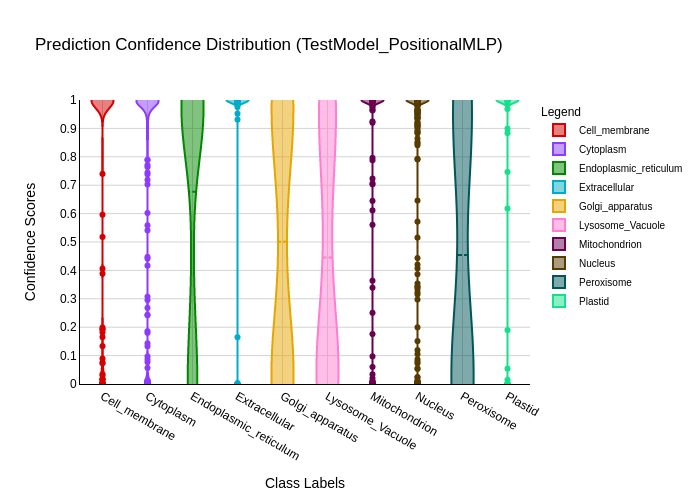 Prediction Confidence Distribution (TestModel_PositionalMLP)
Legend
Cell_membrane
Cytoplasm
Endoplasmic_reticulum
Extracellular
Golgi_apparatus
Lysosome_Vacuole
Mitochondrion
Nucleus
Peroxisome
Plastid
Confidence Scores
1
0.9
0.8
0.7
0.6
0.5
0.4
0.3
0.2
0.1
0
Cell_membrane
Cytoplasm
Endoplasmic_reticulum
Extracellular
Golgi_apparatus
Lysosome_Vacuole
Mitochondrion
Nucleus
Peroxisome
Plastid
Class Labels